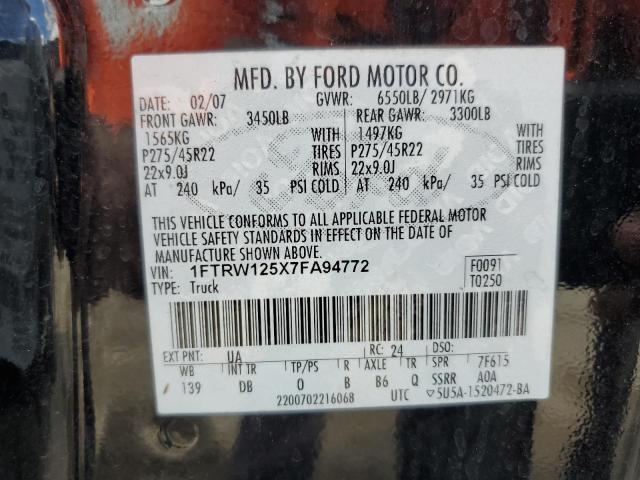 MFD. BY FORD MOTOR CO.
DATE: 02/07 GVWR: 6550LB/ 2971KG
FRONT GAWR: 3450LB REAR GAWR: 3300LB
1565KG WITH 1497KG WITH
P275/45R22 TIRES P275/45R22 TIRES
22x9.0J RIMS 22x9.0J RIMS
AT 240 kPa/ 35 PSI COLD AT 240 kPa/ 35 PSI COLD
THIS VEHICLE CONFORMS TO ALL APPLICABLE FEDERAL MOTOR
VEHICLE SAFETY STANDARDS IN EFFECT ON THE DATE OF
MANUFACTURE SHOWN ABOVE.
VIN: 1FTRW125X7FA94772 F0091
TYPE: Truck T0250
EXT PNT: UA RC: 24 DSO:
WB INT TR TP/PS R AXLE TR SPR 7F615
139 DB O B B6 Q SSRR A0A
2200702216068 UTC ▽5U5A-1520472-BA